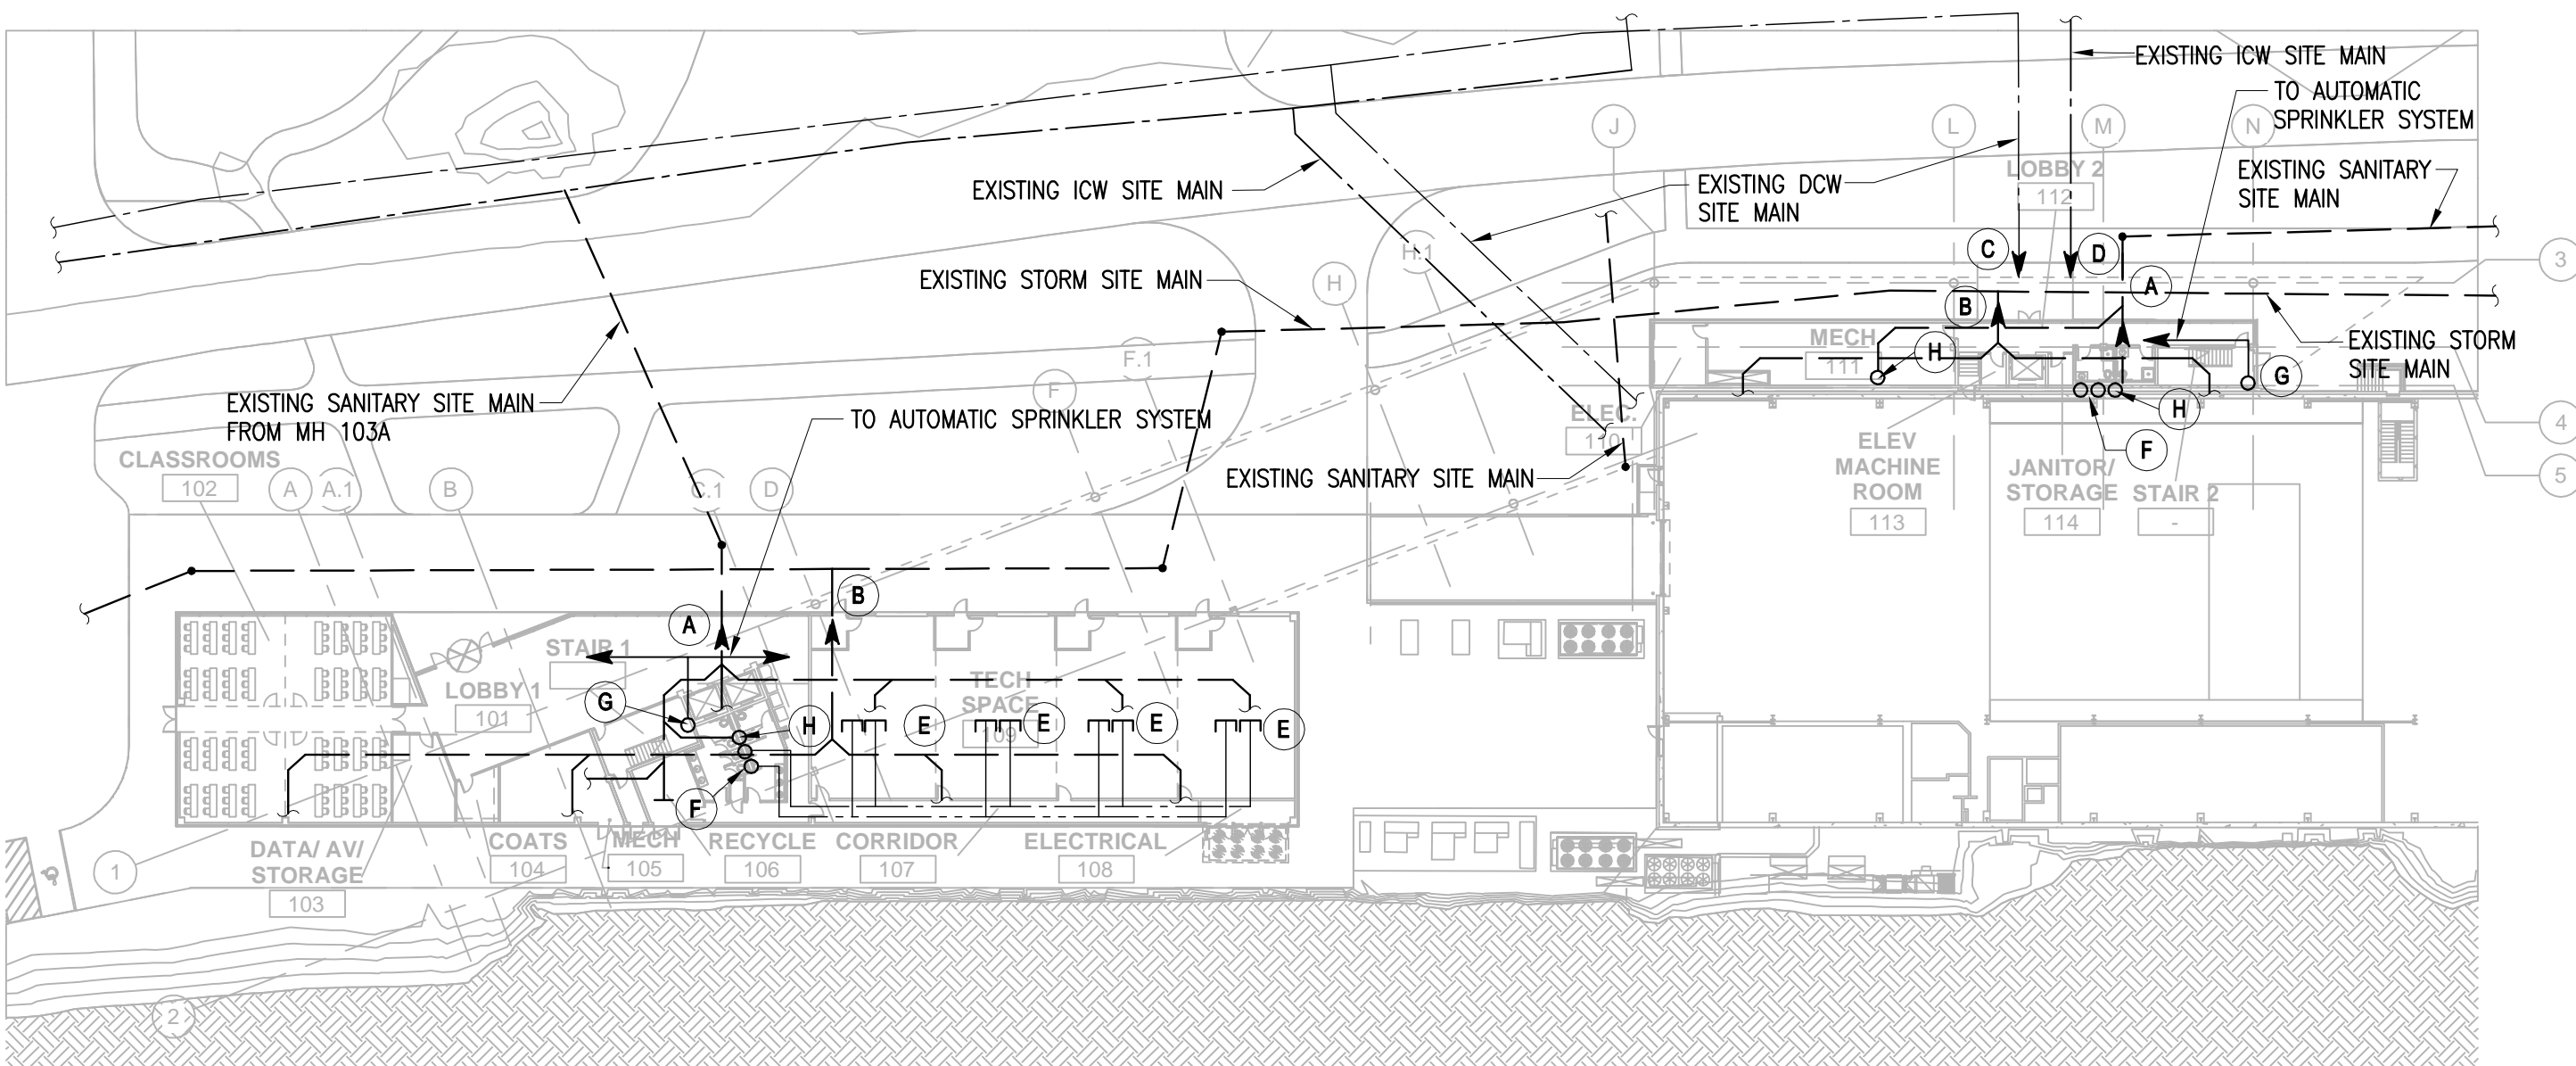 EXISTING ICW SITE MAIN
TO AUTOMATIC
SPRINKLER SYSTEM
J
L
M
N
LOBBY 2
112
EXISTING SANITARY
SITE MAIN
EXISTING ICW SITE MAIN
EXISTING DCW
SITE MAIN
C
D
H.1
H
3
EXISTING STORM SITE MAIN
A
B
MECH
111
H
EXISTING STORM
SITE MAIN
G
F.1
F
EXISTING SANITARY SITE MAIN
FROM MH 103A
TO AUTOMATIC SPRINKLER SYSTEM
ELEC.
110
H
F
4
5
CLASSROOMS
102
A
A.1
B
C.1
D
EXISTING SANITARY SITE MAIN
ELEV
MACHINE
ROOM
113
JANITOR/
STORAGE
114
STAIR 2
-
B
A
STAIR 1
LOBBY 1
101
G
H
TECH
SPACE
109
E
E
E
E
F
DATA/ AV/
STORAGE
103
COATS
104
MECH
105
RECYCLE
106
CORRIDOR
107
ELECTRICAL
108
1
2